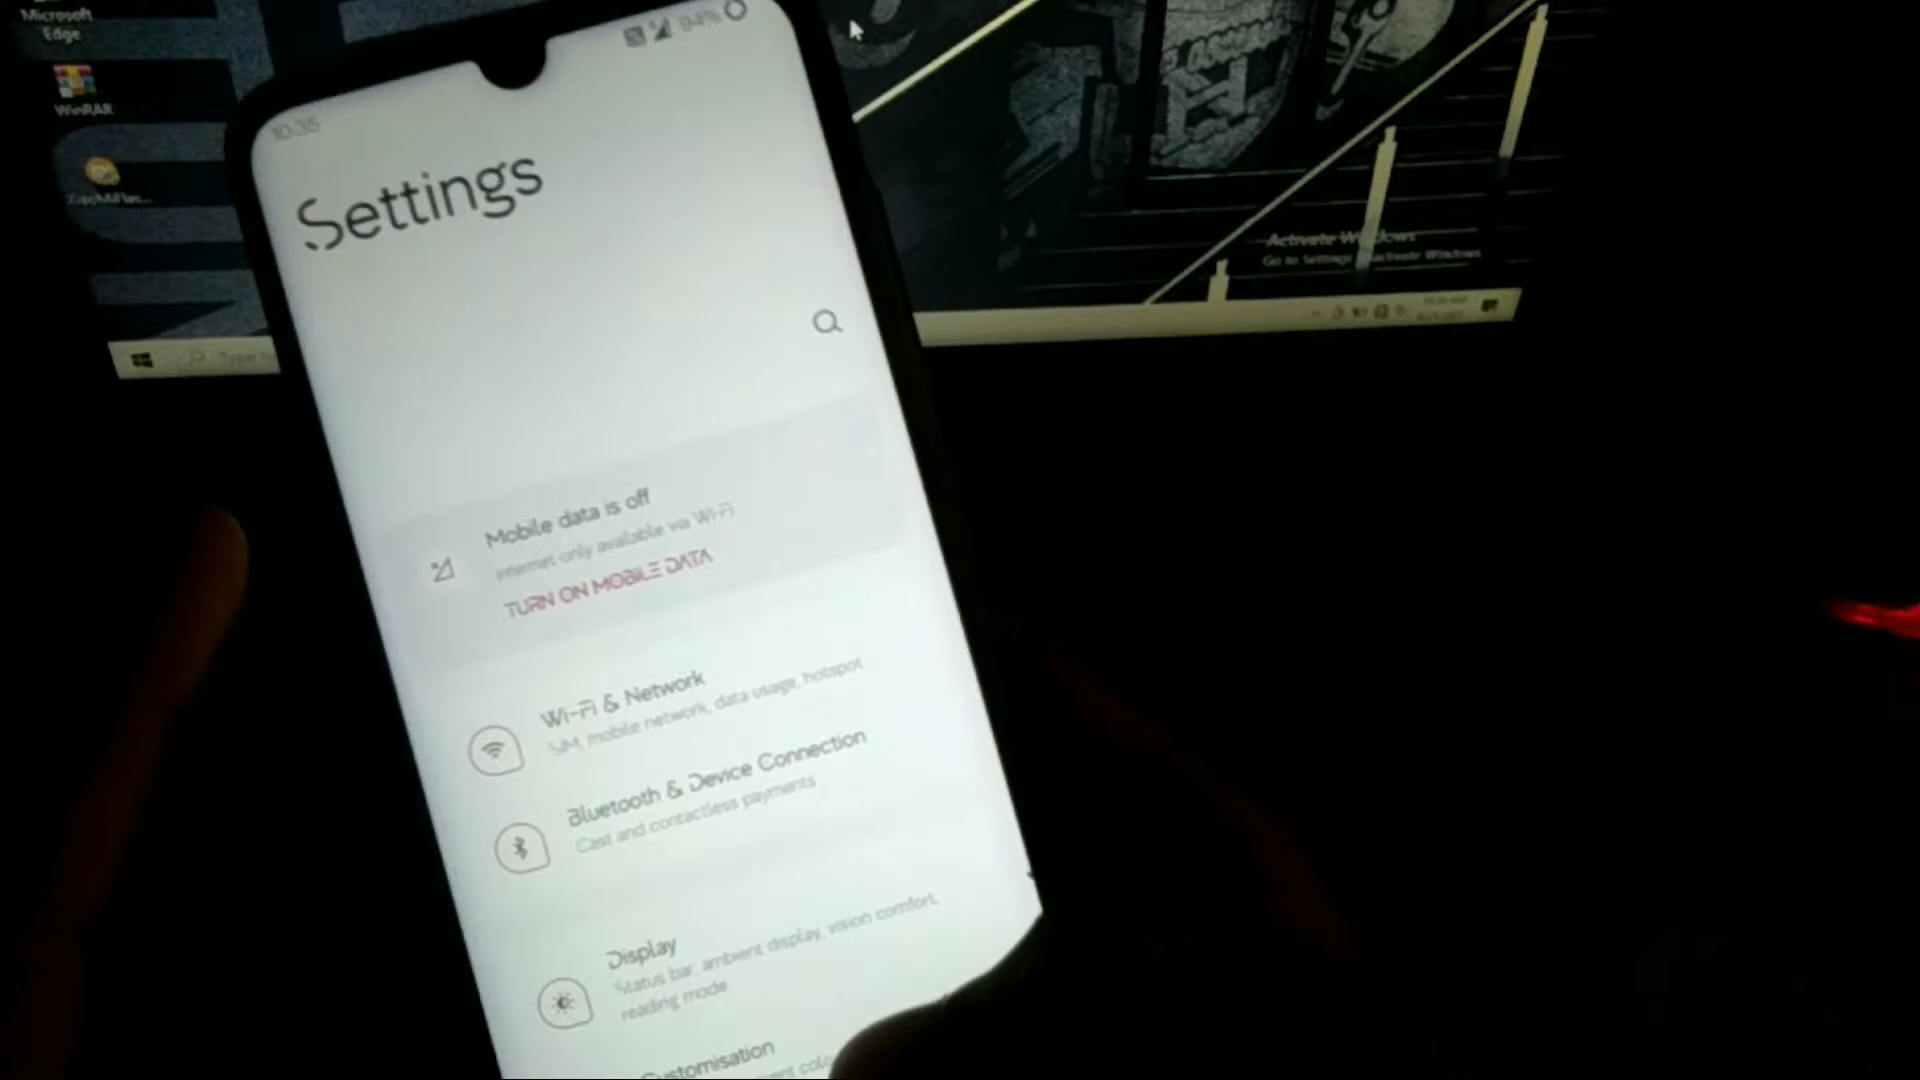 Microsoft
Edge
WinRAR
94%
10:35
Settings
Mobile data is off
Internet only available via Wi-Fi
TURN ON MOBILE DATA
Wi-Fi & Network
SIM, mobile network, data usage, hotspot
Bluetooth & Device Connection
Cast and contactless payments
Display
Status bar, ambient display, vision comfort,
reading mode
Customisation
Activate Windows
Go to Settings activate Windows
Type